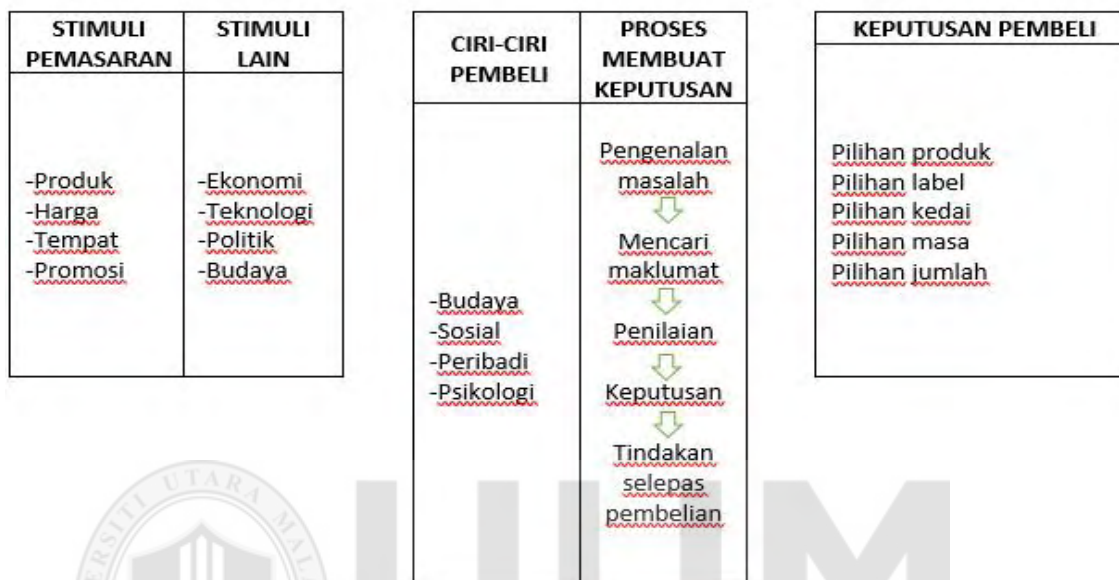 STIMULI
PEMASARAN
STIMULI
LAIN
-Produk
-Harga
-Tempat
-Promosi
-Ekonomi
-Teknologi
-Politik
-Budaya
CIRI-CIRI
PEMBELI
PROSES
MEMBUAT
KEPUTUSAN
-Budaya
-Sosial
-Peribadi
-Psikologi
Pengenalan
masalah
Mencari
maklumat
Penilaian
Keputusan
Tindakan
selepas
pembelian
KEPUTUSAN PEMBELI
Pilihan produk
Pilihan label
Pilihan kedai
Pilihan masa
Pilihan jumlah
UTARA
UUM